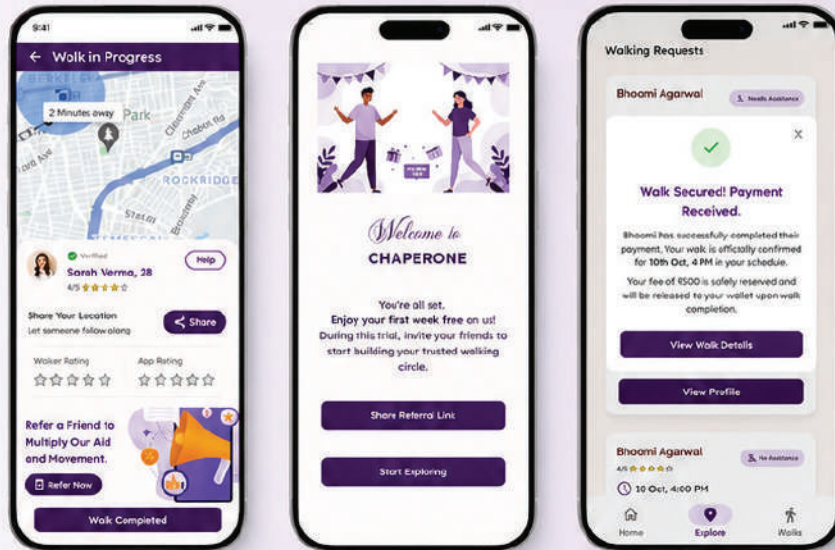 9:41
Walk in Progress
BERKELEY
2 Minutes away
Park
Claremont Ave
Chabot Rd
ROCKRIDGE
Broadway
TEMESCAL
Verified
Sarah Verma, 28
4/5
Help
Share Your Location
Let someone follow along
Share
Walker Rating
App Rating
Refer a Friend to
Multiply Our Aid
and Movement.
Refer Now
Walk Completed
Welcome to
CHAPERONE
You're all set.
Enjoy your first week free on us!
During this trial, invite your friends to
start building your trusted walking
circle.
Share Referral Link
Start Exploring
Walking Requests
Bhoomi Agarwal
Needs Assistance
X
Walk Secured! Payment
Received.
Bhoomi has successfully completed their
payment. Your walk is officially confirmed
for 10th Oct, 4 PM in your schedule.
Your fee of ₹500 is safely reserved and
will be released to your wallet upon walk
completion.
View Walk Details
View Profile
Bhoomi Agarwal
No Assistance
4/5
10 Oct, 4:00 PM
Home
Explore
Walks